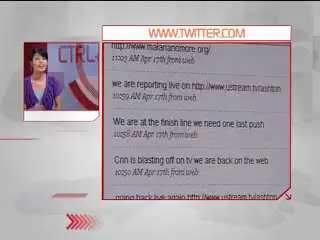 WWW.TWITTER.COM
CTRL
http://www.malarianomore.org/
11:03 AM Apr 17th from web
we are reporting live on http://www.ustream.tv/ashton
10:59 AM Apr 17th from web
We are at the finish line we need one last push
10:58 AM Apr 17th from web
Cnn is blasting off on tv we are back on the web
10:50 AM Apr 17th from web
going back live again http://www.ustream.tv/ashton